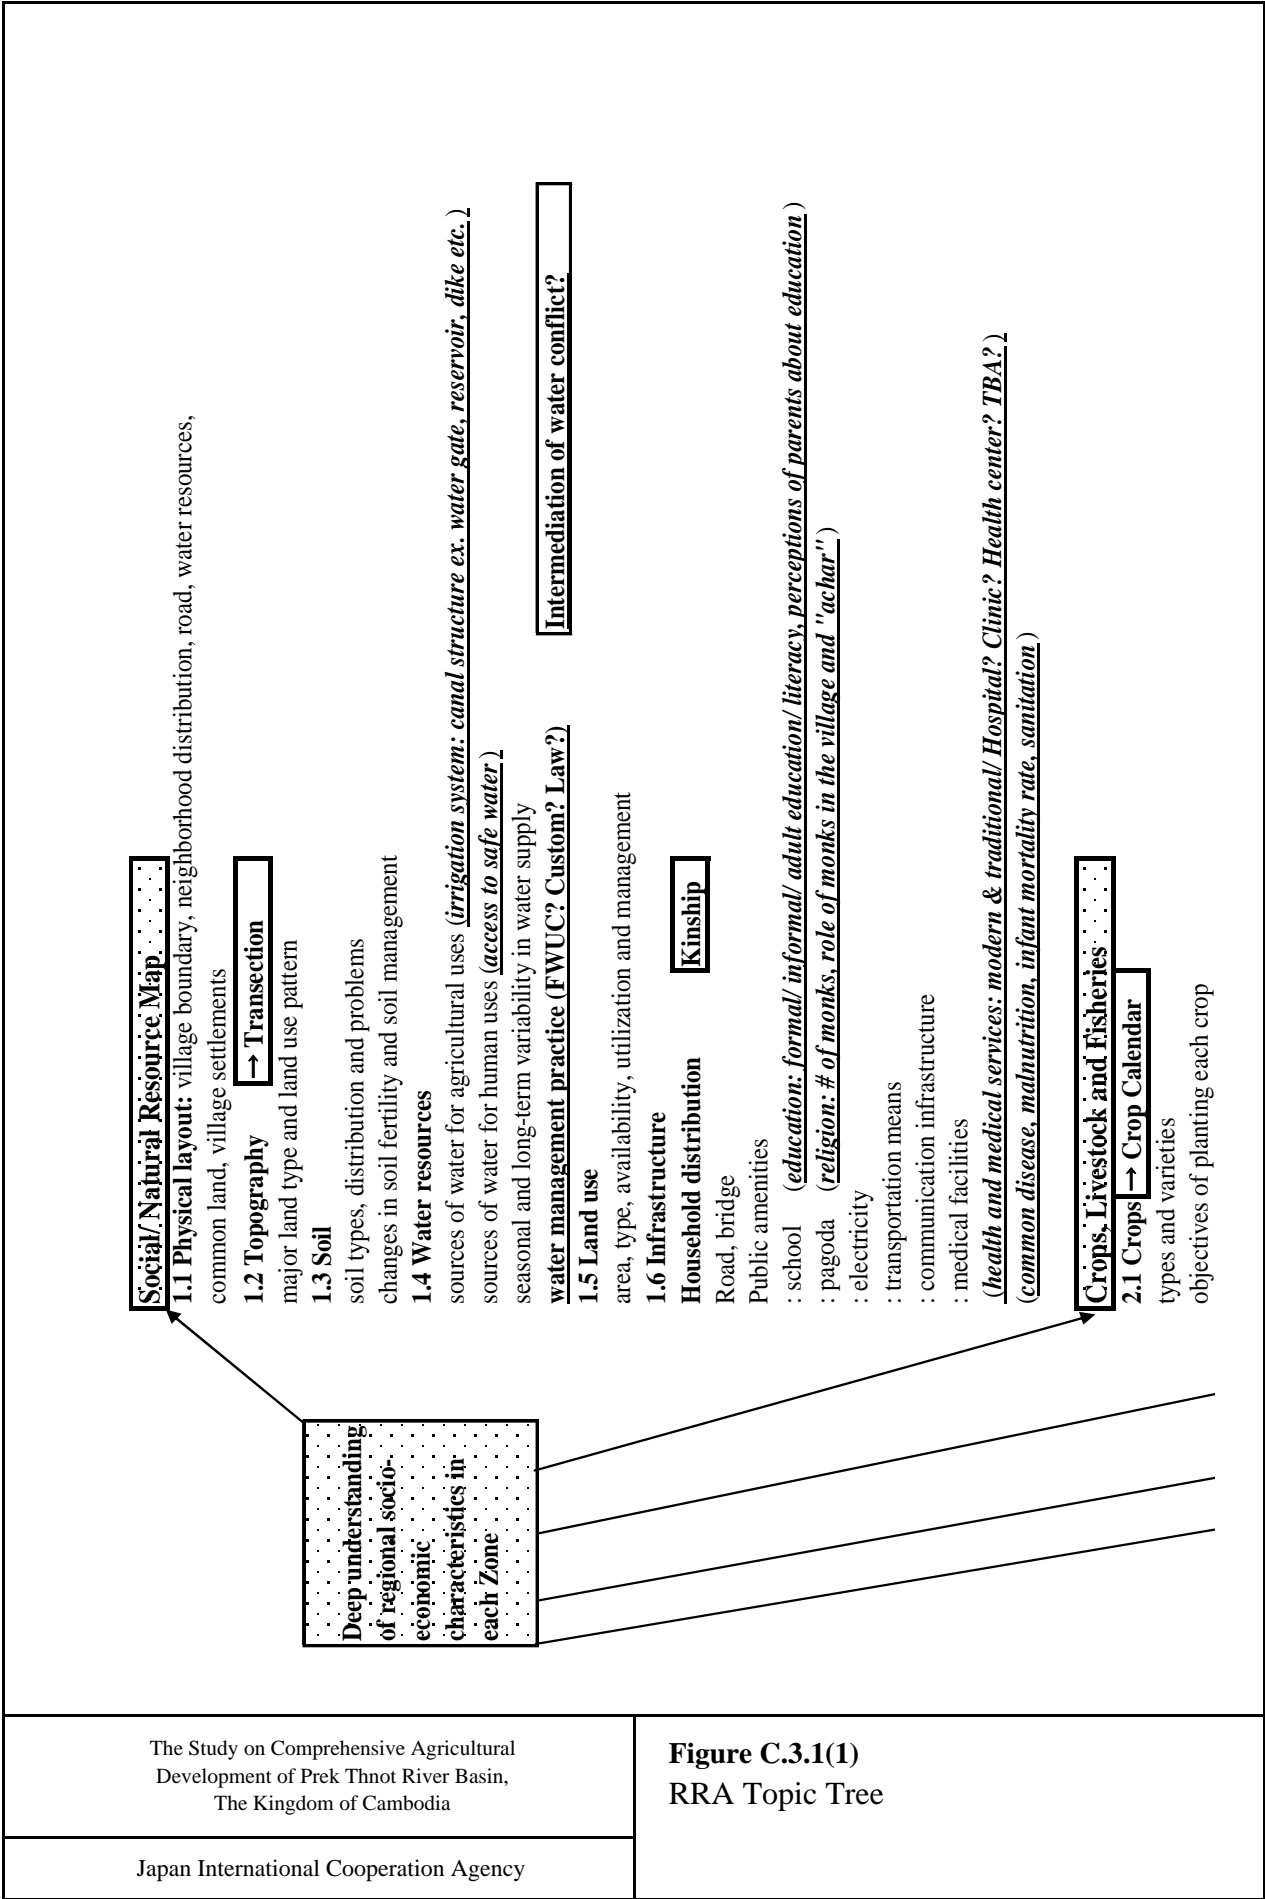 Social/ Natural Resource Map
1.1 Physical layout: village boundary, neighborhood distribution, road, water resources,
common land, village settlements
1.2 Topography → Transection
major land type and land use pattern
1.3 Soil
soil types, distribution and problems
changes in soil fertility and soil management
1.4 Water resources
sources of water for agricultural uses (irrigation system: canal structure ex. water gate, reservoir, dike etc.)
sources of water for human uses (access to safe water)
seasonal and long-term variability in water supply
water management practice (FWUC? Custom? Law?) Intermediation of water conflict?
1.5 Land use
area, type, availability, utilization and management
1.6 Infrastructure
Household distribution Kinship
Road, bridge
Public amenities
: school (education: formal/ informal/ adult education/ literacy, perceptions of parents about education)
: pagoda (religion: # of monks, role of monks in the village and "achar")
: electricity
: transportation means
: communication infrastructure
: medical facilities
(health and medical services: modern & traditional/ Hospital? Clinic? Health center? TBA?)
(common disease, malnutrition, infant mortality rate, sanitation)
Deep understanding
of regional socio-
economic
characteristics in
each Zone
Crops, Livestock and Fisheries
2.1 Crops → Crop Calendar
types and varieties
objectives of planting each crop
The Study on Comprehensive Agricultural
Development of Prek Thnot River Basin,
The Kingdom of Cambodia
Japan International Cooperation Agency
Figure C.3.1(1)
RRA Topic Tree